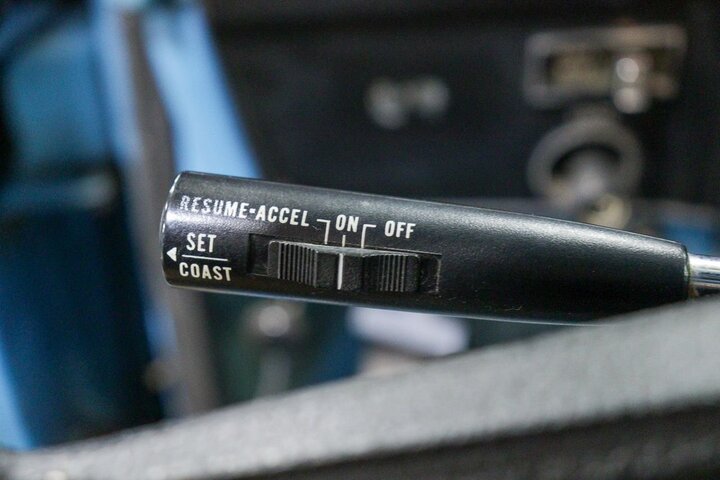 RESUME-ACCEL ON OFF
SET
COAST